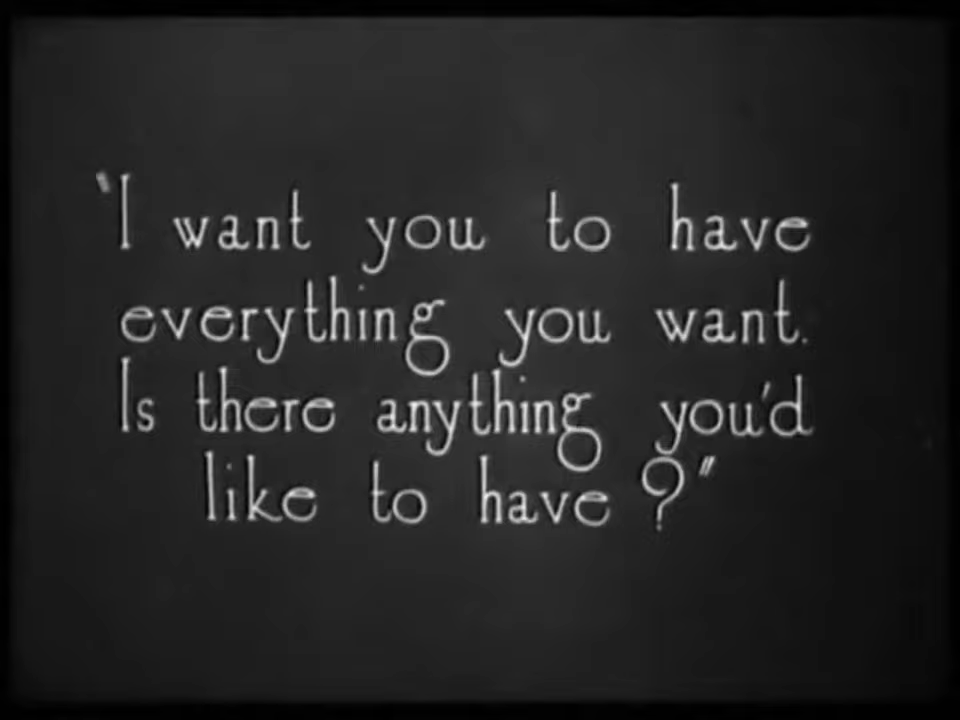 "I want you to have
everything you want.
Is there anything you'd
like to have?"